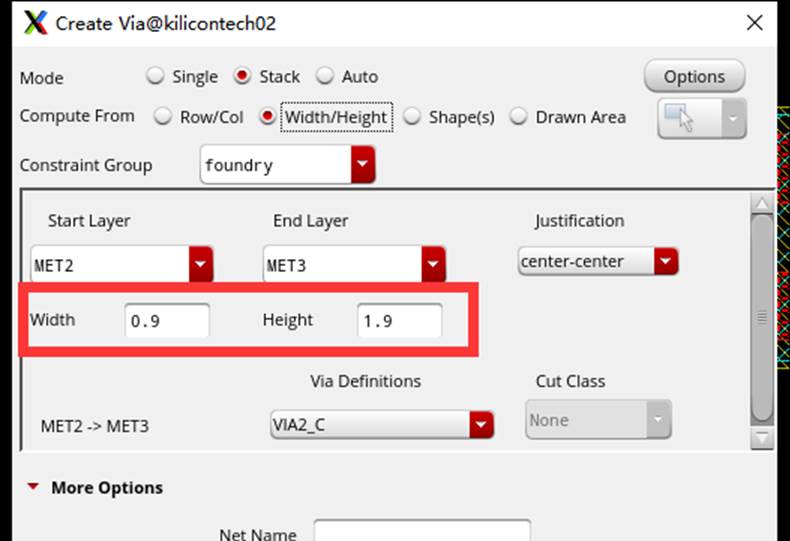 Create Via@kilicontech02
Mode Single Stack Auto Options
Compute From Row/Col Width/Height Shape(s) Drawn Area
Constraint Group foundry
Start Layer End Layer Justification
MET2 MET3 center-center
Width 0.9 Height 1.9
Via Definitions Cut Class
MET2 -> MET3 VIA2_C None
More Options
Net Name